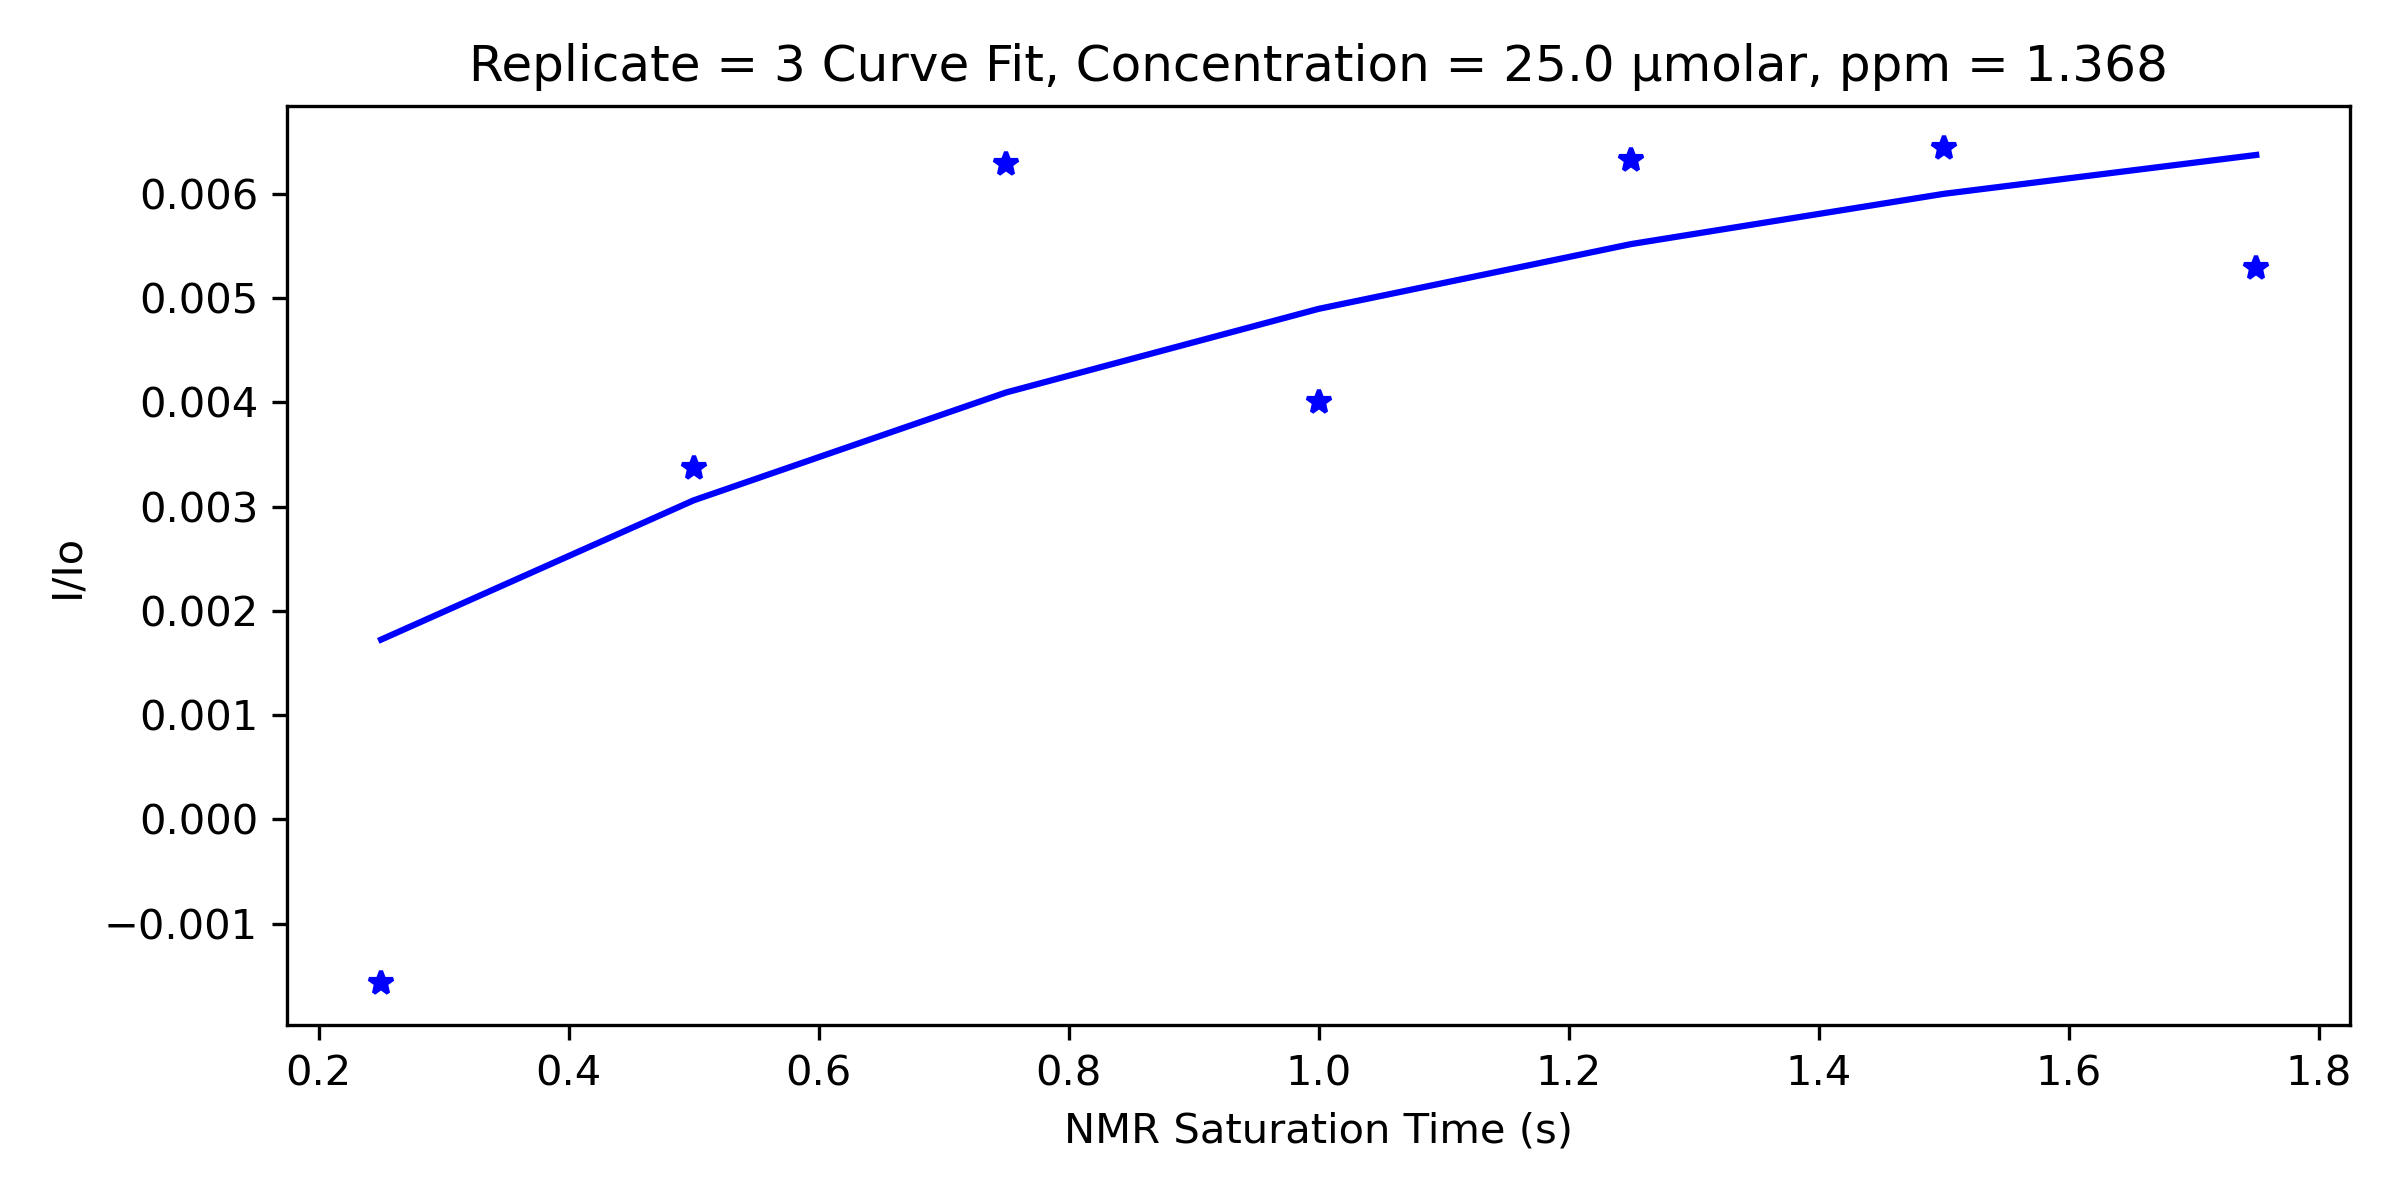 Replicate = 3 Curve Fit, Concentration = 25.0 µmolar, ppm = 1.368
I/Io
0.006
0.005
0.004
0.003
0.002
0.001
0.000
−0.001
0.2 0.4 0.6 0.8 1.0 1.2 1.4 1.6 1.8
NMR Saturation Time (s)